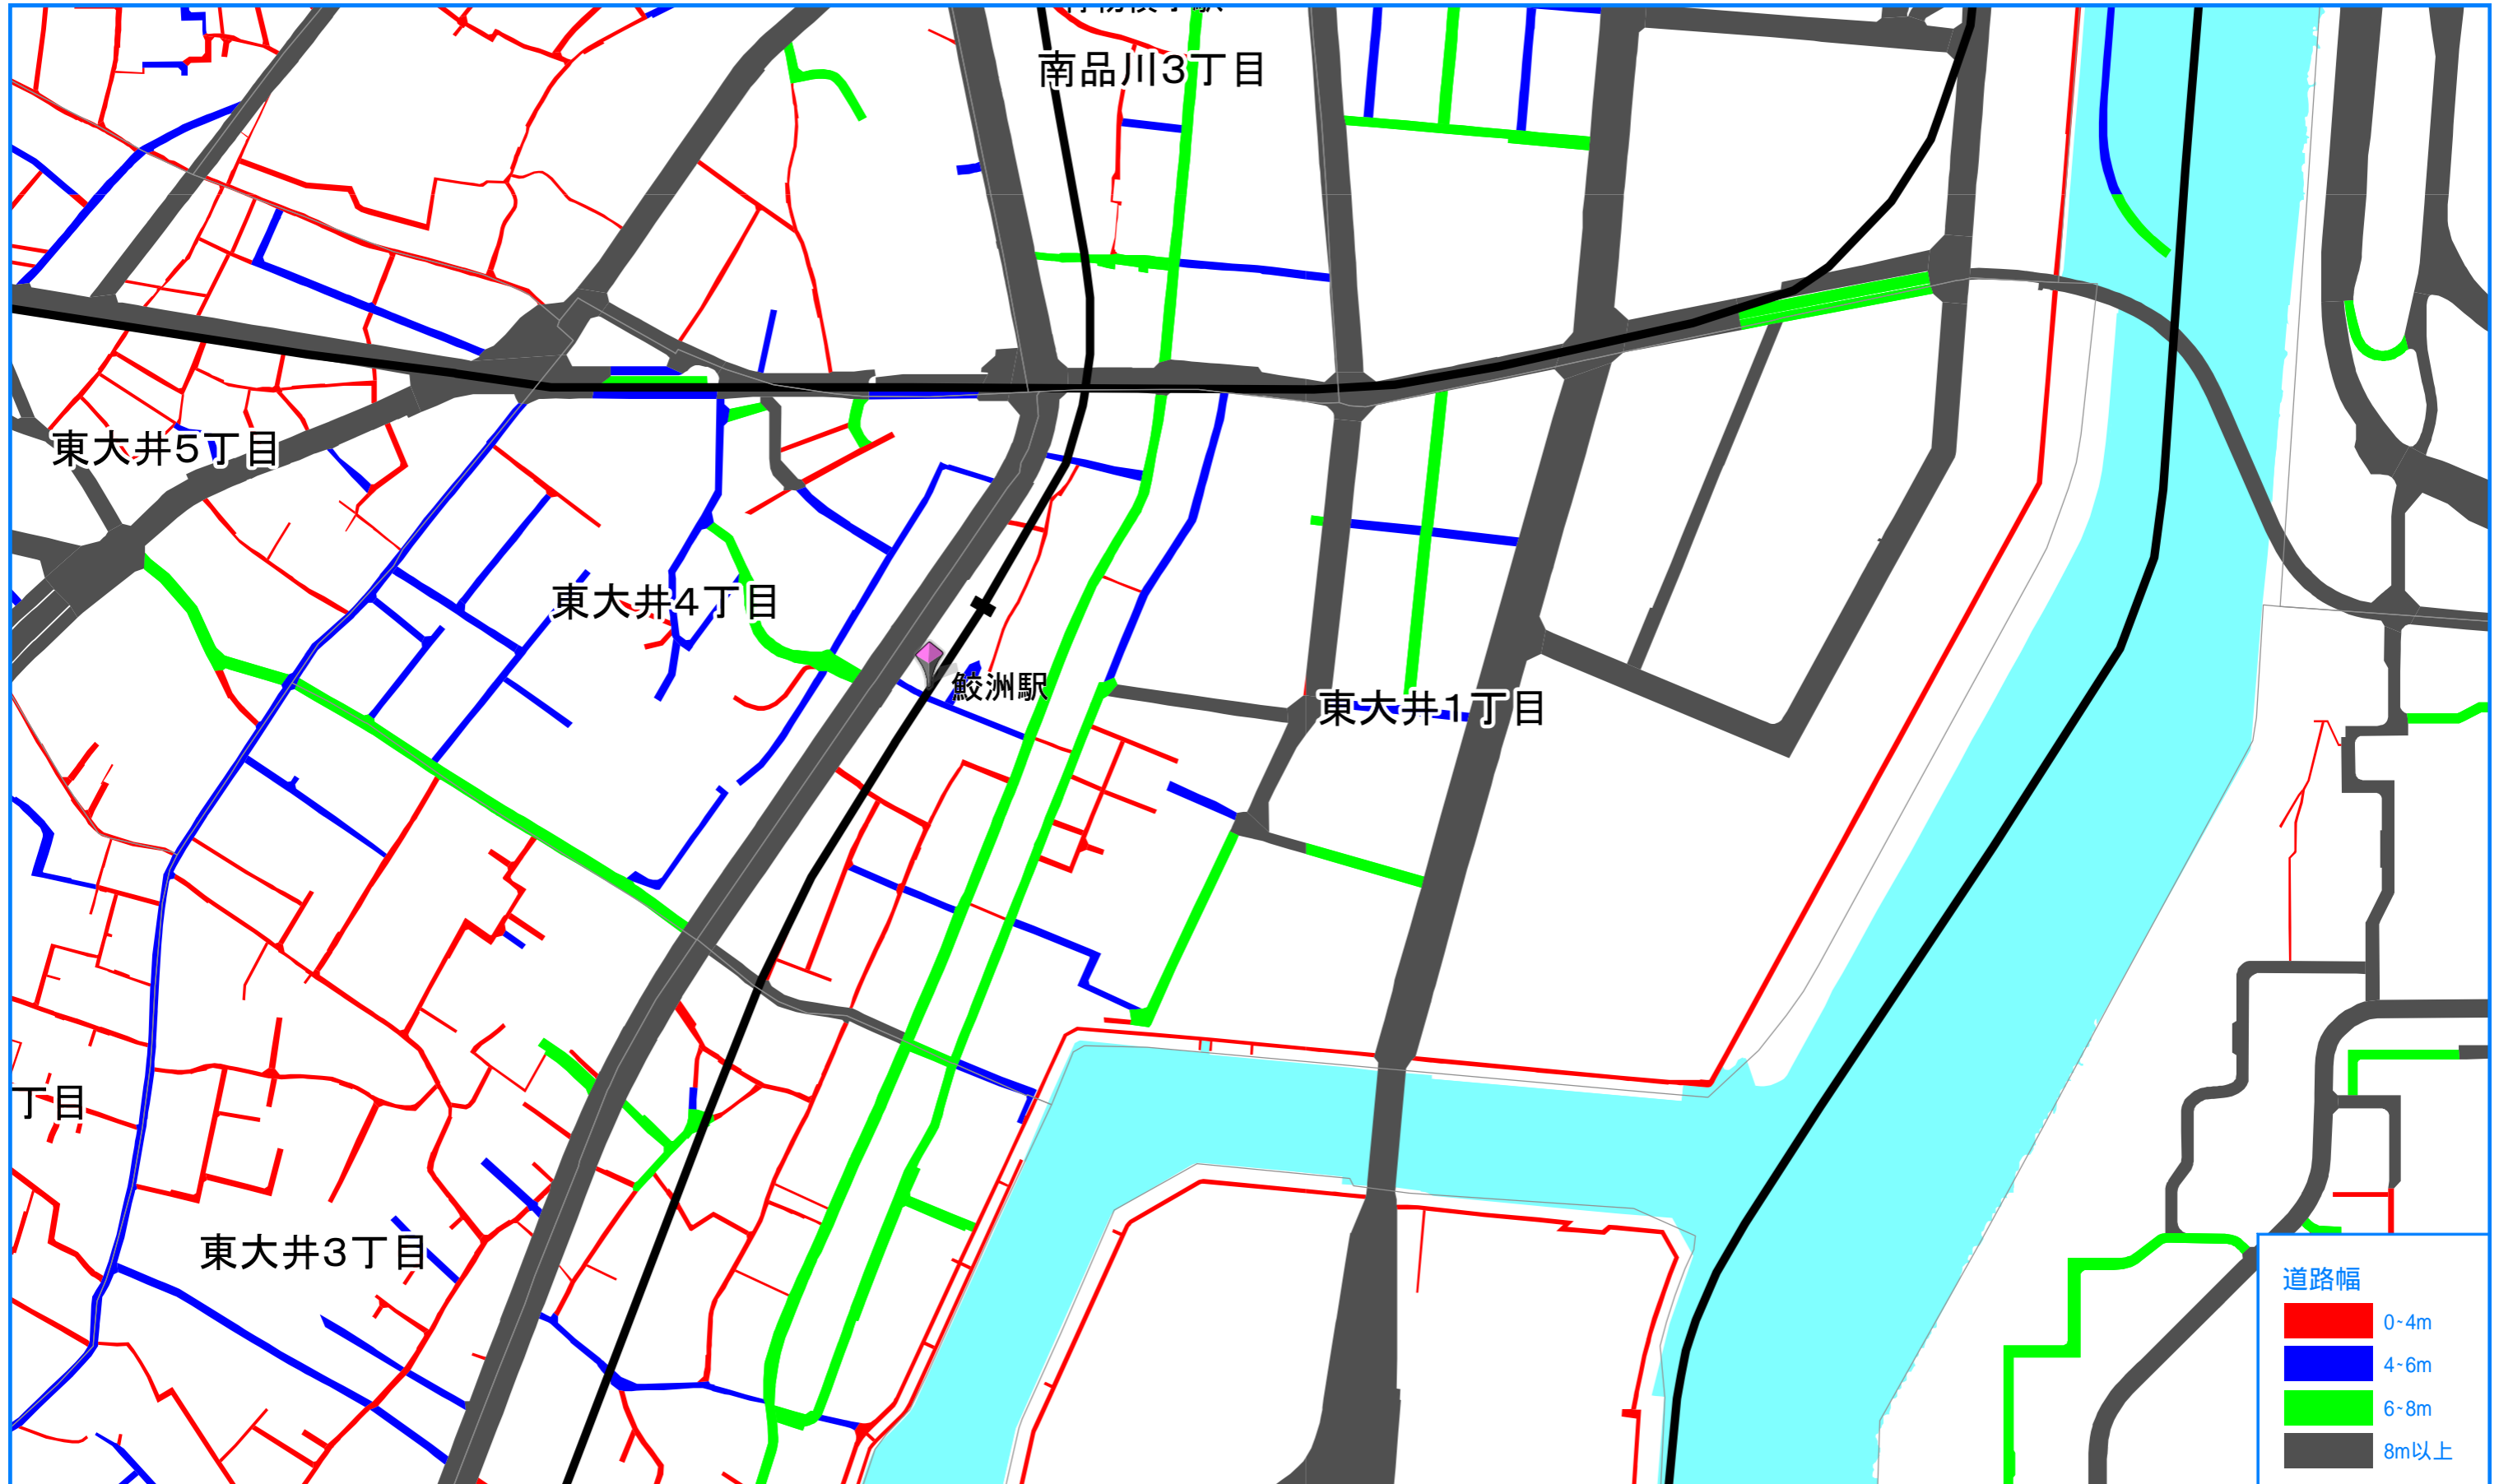 南品川3丁目
東大井5丁目
東大井4丁目
鮫洲駅
東大井1丁目
丁目
東大井3丁目
道路幅
0~4m
4~6m
6~8m
8m以上